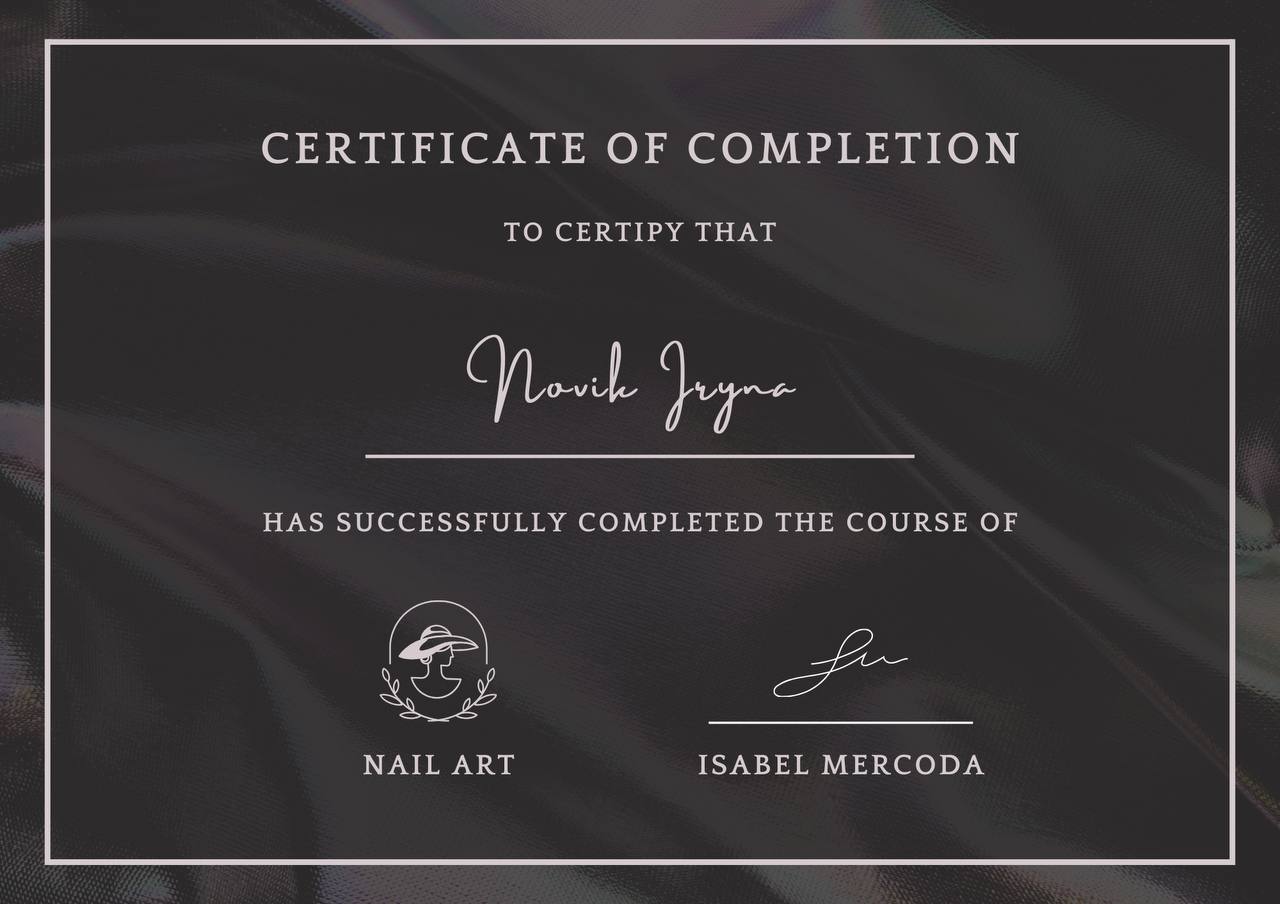 CERTIFICATE OF COMPLETION
TO CERTIPY THAT
Novik Iryna
HAS SUCCESSFULLY COMPLETED THE COURSE OF
NAIL ART
ISABEL MERCODA